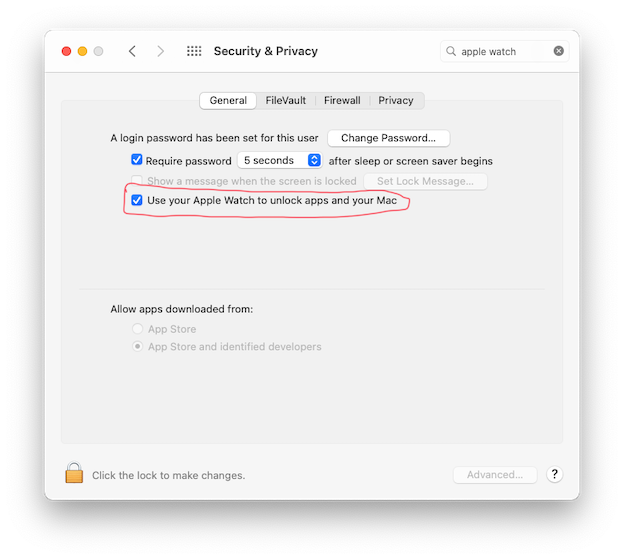 Security & Privacy
apple watch
General FileVault Firewall Privacy
A login password has been set for this user Change Password...
Require password 5 seconds after sleep or screen saver begins
Show a message when the screen is locked Set Lock Message...
Use your Apple Watch to unlock apps and your Mac
Allow apps downloaded from:
App Store
App Store and identified developers
Click the lock to make changes. Advanced... ?